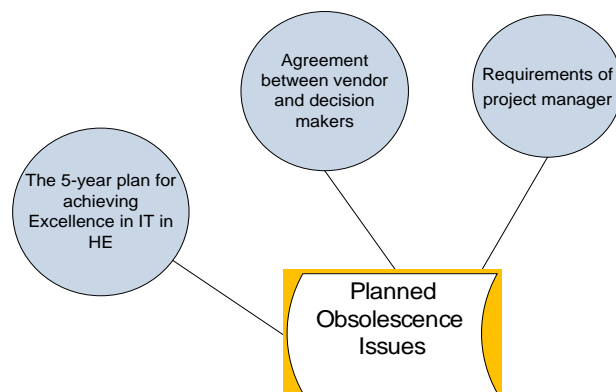 Agreement
between vendor
and decision
makers
Requirements of
project manager
The 5-year plan for
achieving
Excellence in IT in
HE
Planned
Obsolescence
Issues